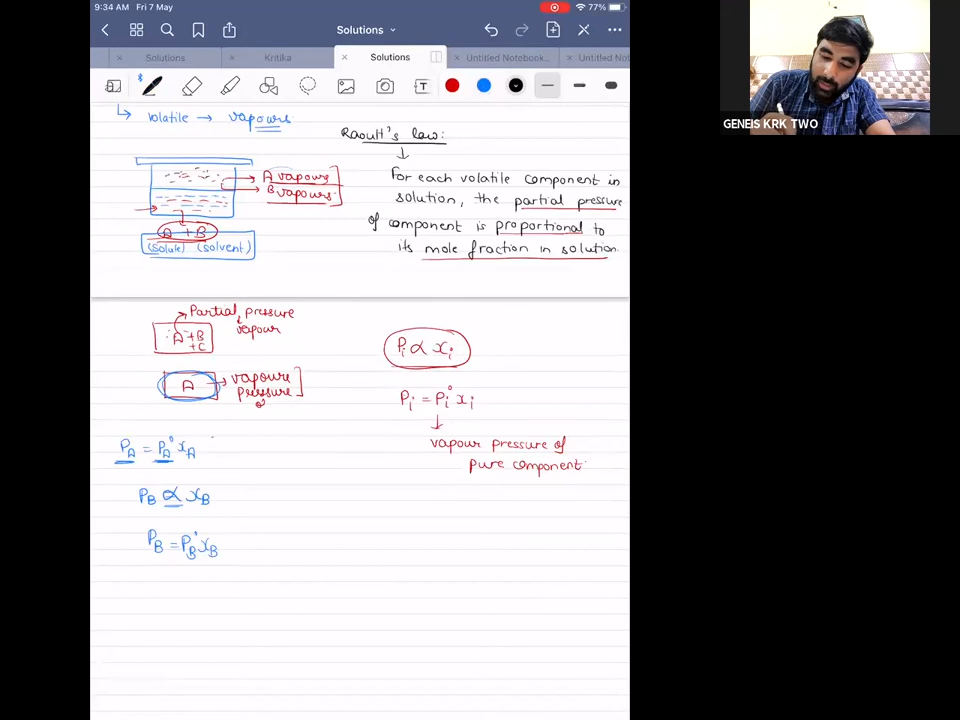 9:34 AM Fri 7 May
77%
Solutions
Solutions
Kritika
Solutions
Untitled Notebook...
Untitled Not
Volatile → vapours
Raoult's law:
A vapours
B vapours
A + B
(solute) (solvent)
For each volatile component in
solution, the partial pressure
of component is proportional to
its mole fraction in solution.
Partial pressure
vapour
A + B
+ C
A → vapoure
pressure
Pi ∝ xi
Pi = Pi° xi
vapour pressure of
pure component
PA = PA° xA
PB ∝ xB
PB = PB° xB
GENEIS KRK TWO